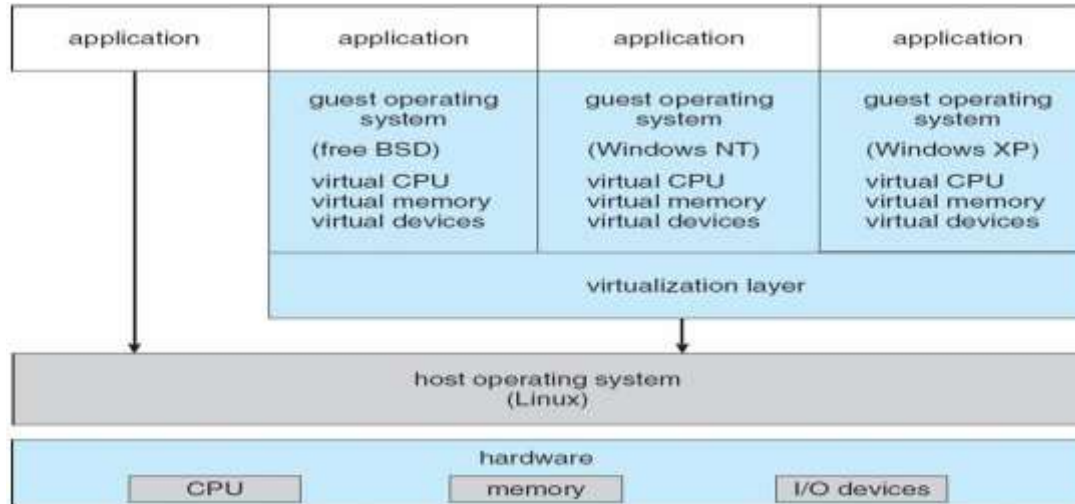 application
application
application
application
guest operating
system
(free BSD)
virtual CPU
virtual memory
virtual devices
guest operating
system
(Windows NT)
virtual CPU
virtual memory
virtual devices
guest operating
system
(Windows XP)
virtual CPU
virtual memory
virtual devices
virtualization layer
host operating system
(Linux)
hardware
CPU
memory
I/O devices